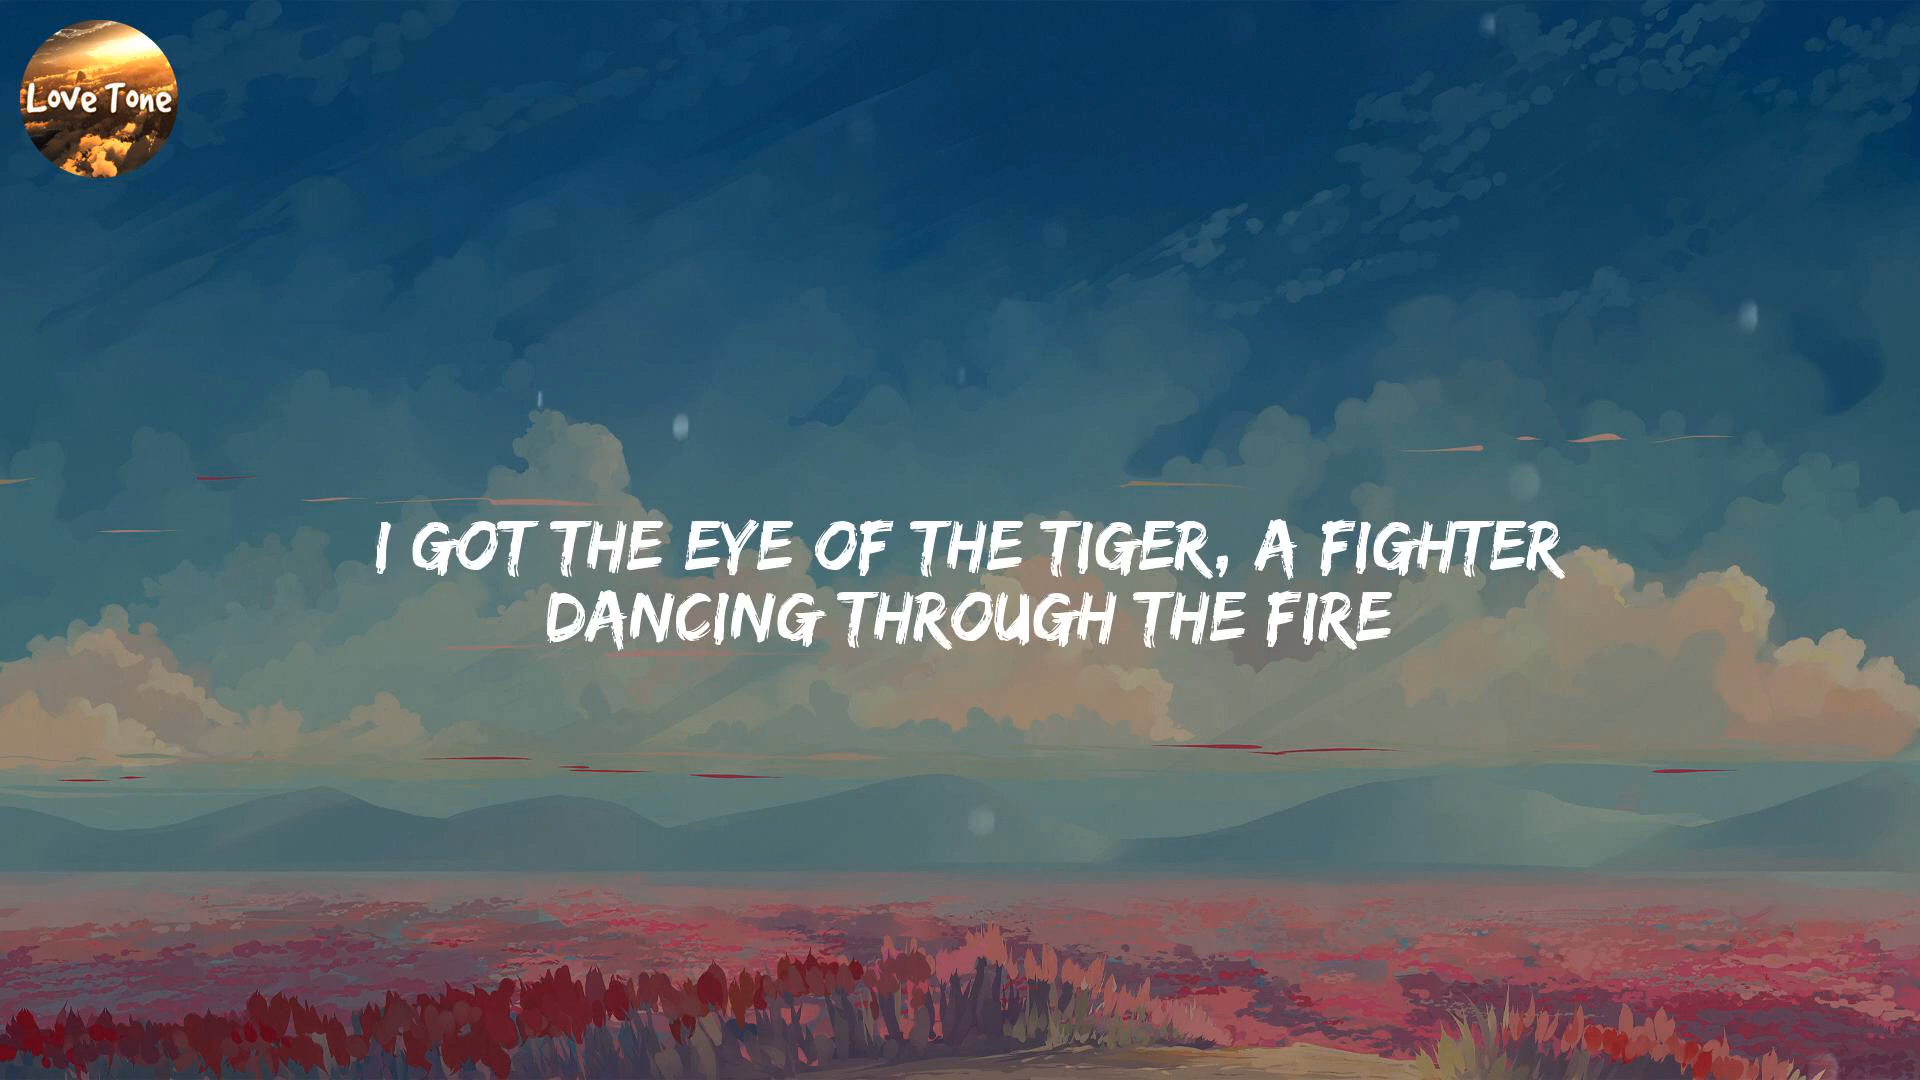 Love Tone
I GOT THE EYE OF THE TIGER, A FIGHTER
DANCING THROUGH THE FIRE